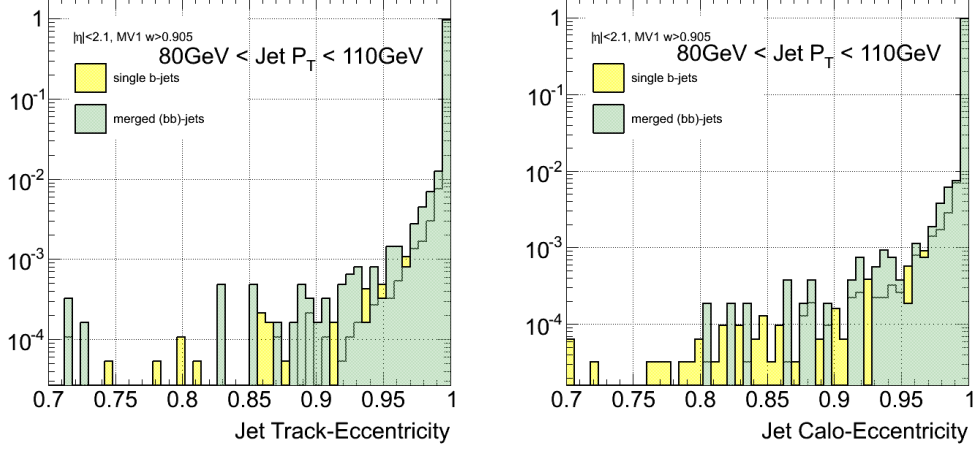 1
10^-1
10^-2
10^-3
10^-4
|η|<2.1, MV1 w>0.905
80GeV < Jet P_T < 110GeV
single b-jets
merged (bb)-jets
0.7 0.75 0.8 0.85 0.9 0.95 1
Jet Track-Eccentricity
1
10^-1
10^-2
10^-3
10^-4
|η|<2.1, MV1 w>0.905
80GeV < Jet P_T < 110GeV
single b-jets
merged (bb)-jets
0.7 0.75 0.8 0.85 0.9 0.95 1
Jet Calo-Eccentricity